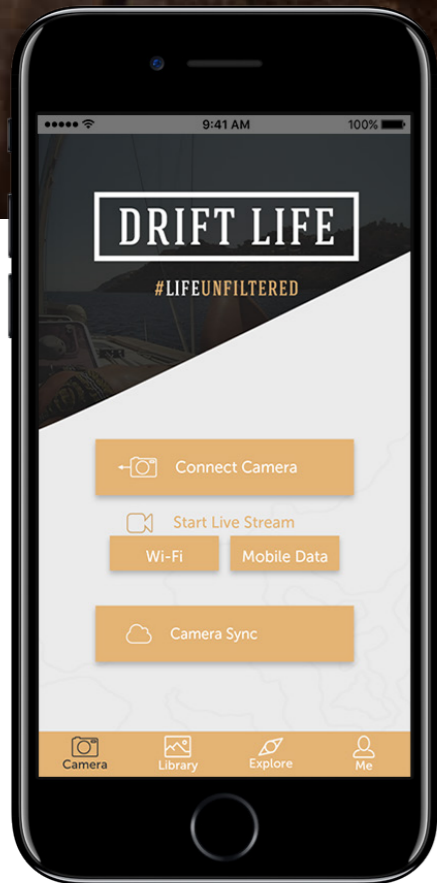 9:41 AM 100%
DRIFT LIFE
#LIFEUNFILTERED
Connect Camera
Start Live Stream
Wi-Fi Mobile Data
Camera Sync
Camera Library Explore Me